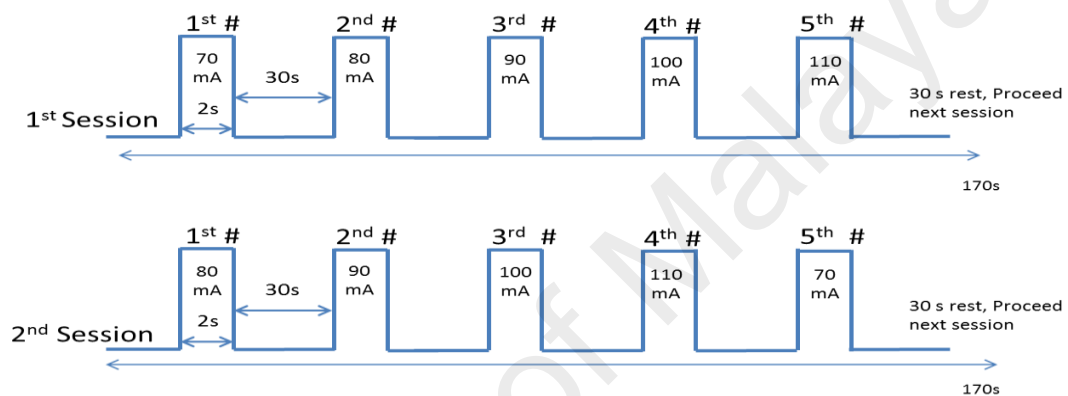 1st # 2nd # 3rd # 4th # 5th #
70 mA 80 mA 90 mA 100 mA 110 mA
30s
2s
1st Session
30 s rest, Proceed
next session
170s
1st # 2nd # 3rd # 4th # 5th #
80 mA 90 mA 100 mA 110 mA 70 mA
30s
2s
2nd Session
30 s rest, Proceed
next session
170s
of Malaya